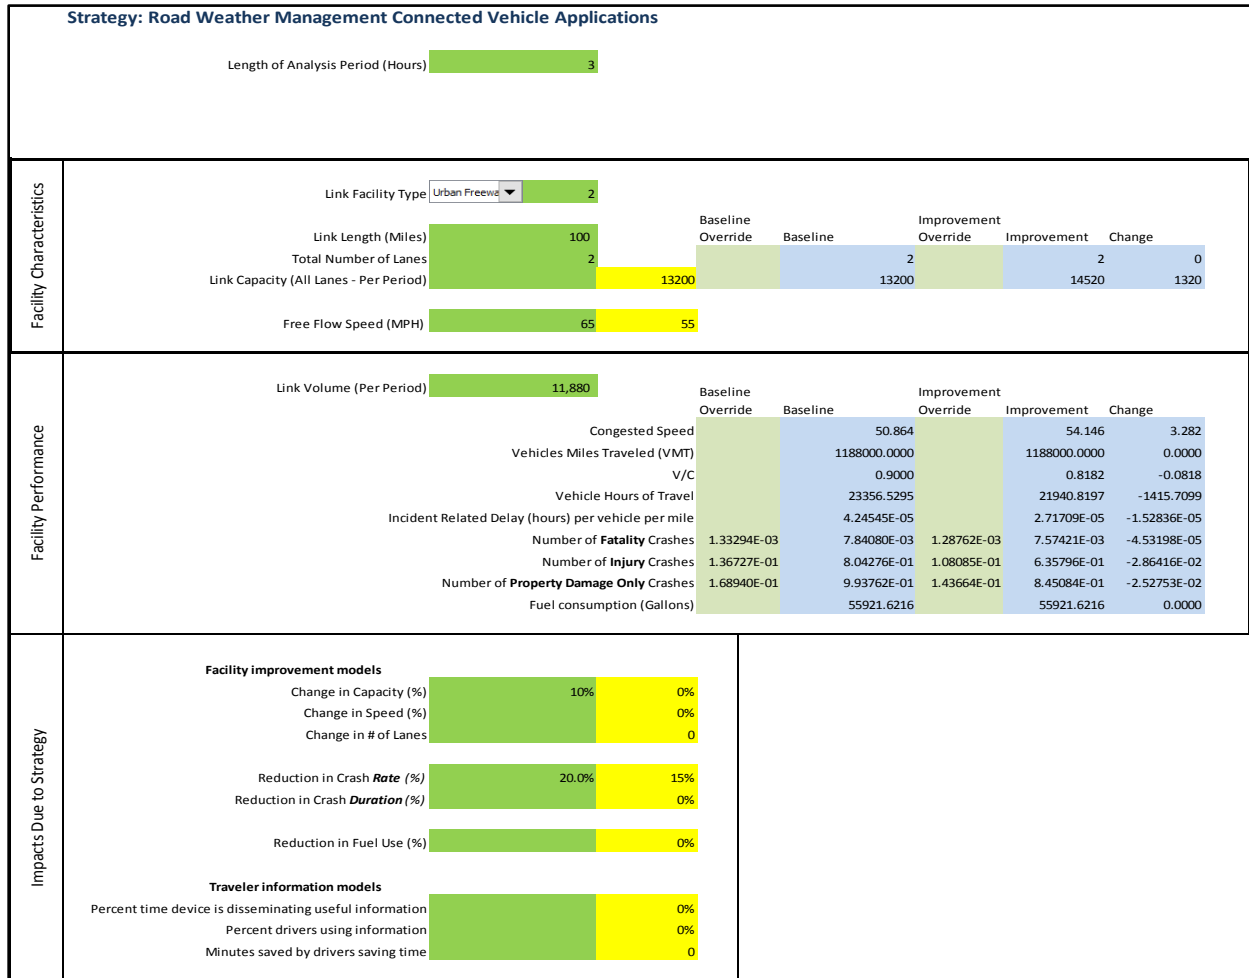 Strategy: Road Weather Management Connected Vehicle Applications
Length of Analysis Period (Hours) 3
Facility Characteristics
Link Facility Type Urban Freewa 2
Baseline Improvement
Link Length (Miles) 100 Override Baseline Override Improvement Change
Total Number of Lanes 2 2 2 0
Link Capacity (All Lanes - Per Period) 13200 13200 14520 1320
Free Flow Speed (MPH) 65 55
Facility Performance
Link Volume (Per Period) 11,880 Baseline Improvement
Override Baseline Override Improvement Change
Congested Speed 50.864 54.146 3.282
Vehicles Miles Traveled (VMT) 1188000.0000 1188000.0000 0.0000
V/C 0.9000 0.8182 -0.0818
Vehicle Hours of Travel 23356.5295 21940.8197 -1415.7099
Incident Related Delay (hours) per vehicle per mile 4.24545E-05 2.71709E-05 -1.52836E-05
Number of Fatality Crashes 1.33294E-03 7.84080E-03 1.28762E-03 7.57421E-03 -4.53198E-05
Number of Injury Crashes 1.36727E-01 8.04276E-01 1.08085E-01 6.35796E-01 -2.86416E-02
Number of Property Damage Only Crashes 1.68940E-01 9.93762E-01 1.43664E-01 8.45084E-01 -2.52753E-02
Fuel consumption (Gallons) 55921.6216 55921.6216 0.0000
Impacts Due to Strategy
Facility improvement models
Change in Capacity (%) 10% 0%
Change in Speed (%) 0%
Change in # of Lanes 0
Reduction in Crash Rate (%) 20.0% 15%
Reduction in Crash Duration (%) 0%
Reduction in Fuel Use (%) 0%
Traveler information models
Percent time device is disseminating useful information 0%
Percent drivers using information 0%
Minutes saved by drivers saving time 0